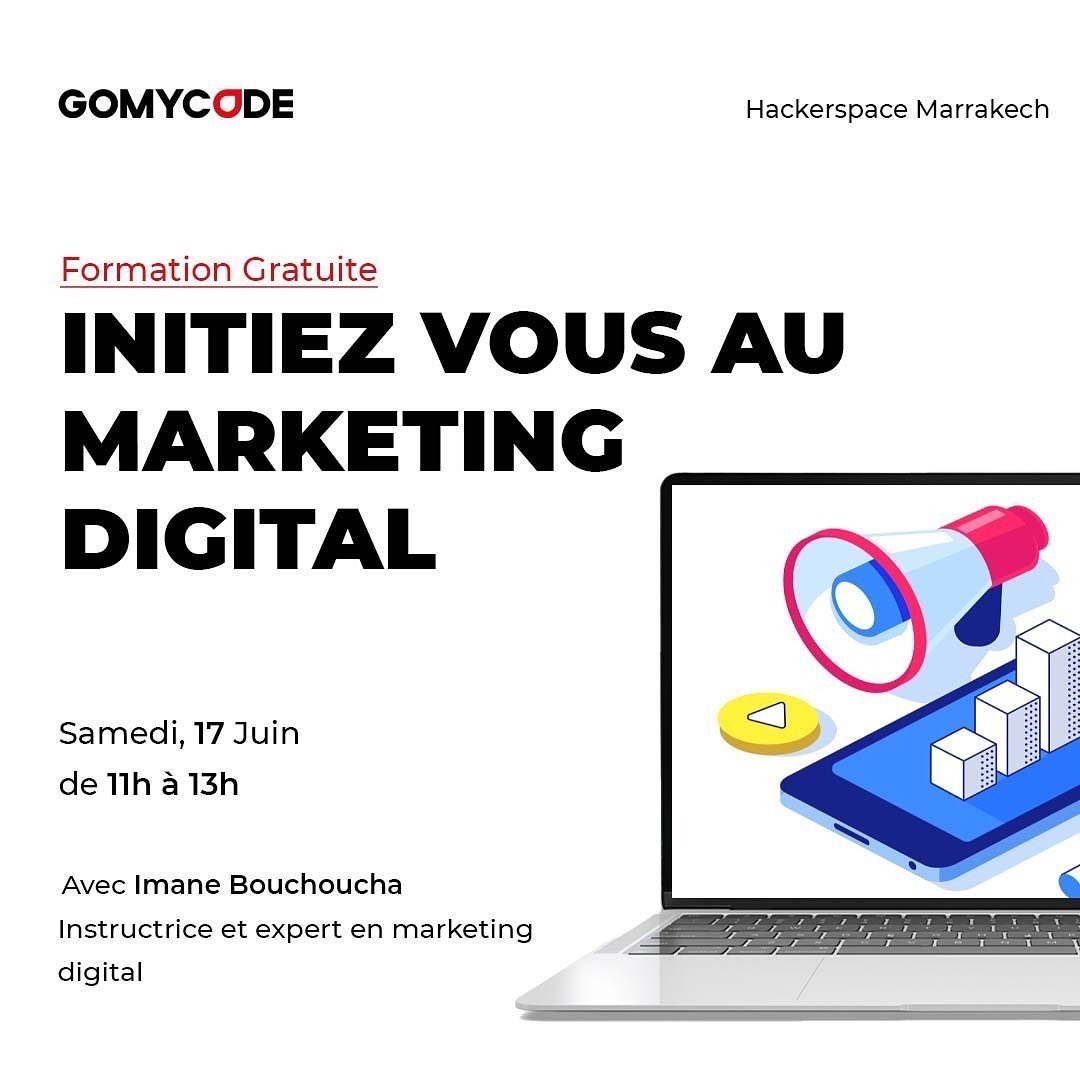 GOMYCODE
Hackerspace Marrakech
Formation Gratuite
INITIEZ VOUS AU
MARKETING
DIGITAL
Samedi, 17 Juin
de 11h à 13h
Avec Imane Bouchoucha
Instructrice et expert en marketing
digital